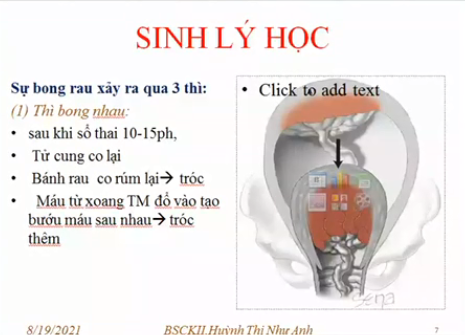 SINH LÝ HỌC
Sự bong rau xảy ra qua 3 thì:
(1) Thì bong nhau:
• sau khi sổ thai 10-15ph,
• Tử cung co lại
• Bánh rau co rúm lại→ tróc
• Máu từ xoang TM đổ vào tạo
bướu máu sau nhau→ tróc
thêm
• Click to add text
8/19/2021
BSCKII.Huỳnh Thị Như Anh
7